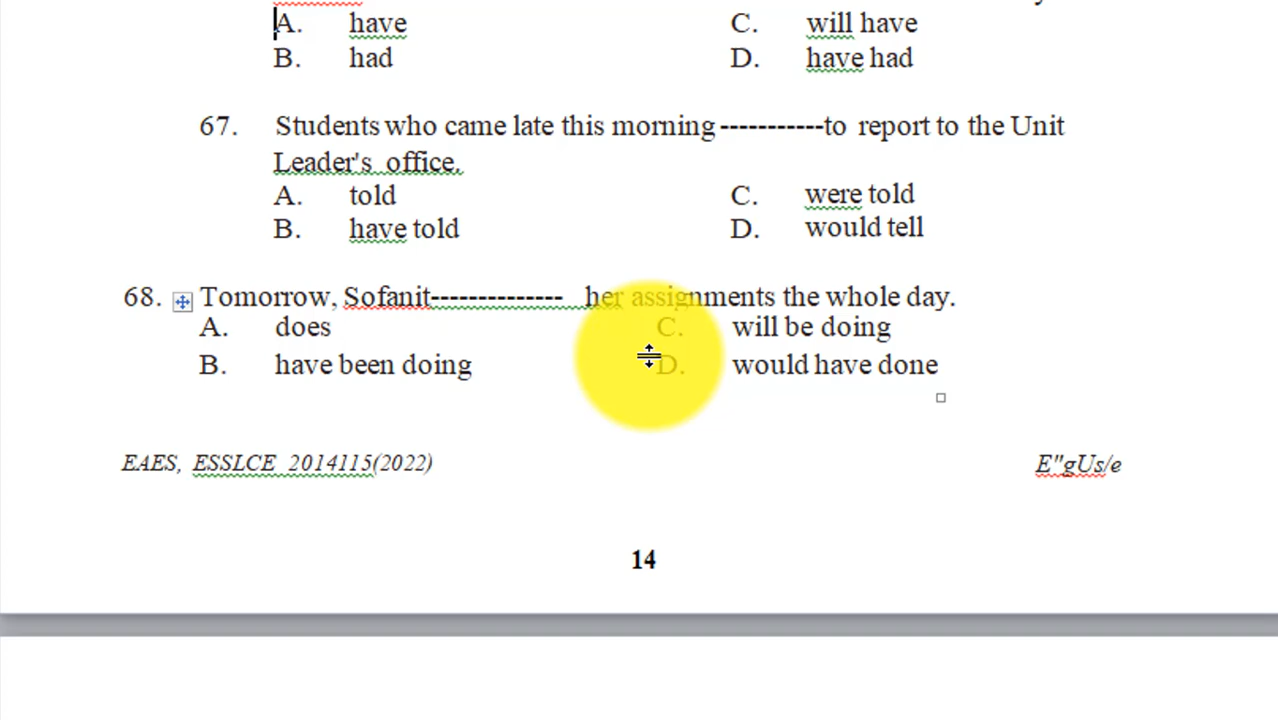 A. have C. will have
B. had D. have had
67. Students who came late this morning -----------to report to the Unit
Leader's office.
A. told C. were told
B. have told D. would tell
68. Tomorrow, Sofanit-------------- her assignments the whole day.
A. does C. will be doing
B. have been doing D. would have done
EAES, ESSLCE 2014115(2022) E"gUs/e
14